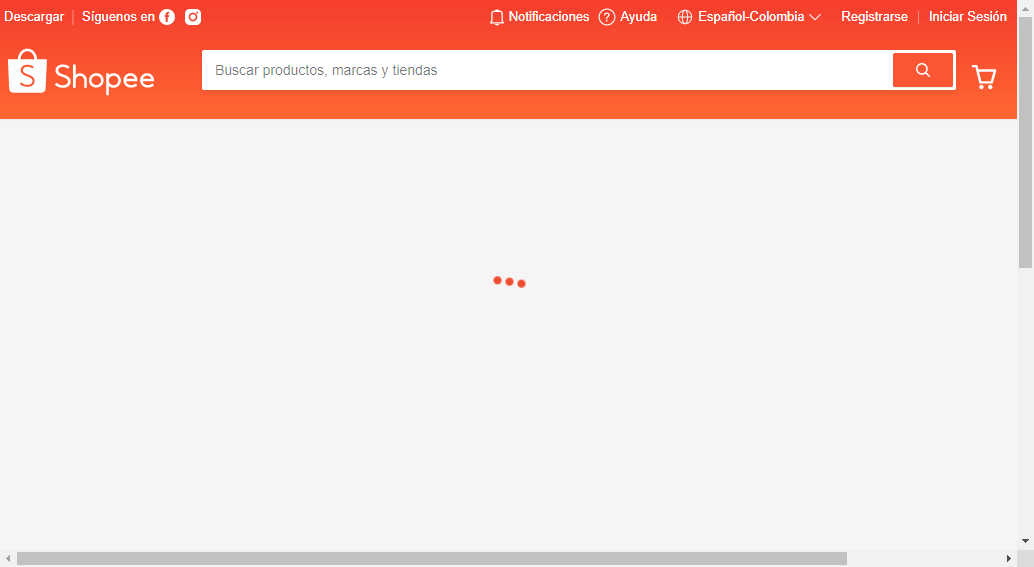 Descargar Síguenos en Notificaciones Ayuda Español-Colombia Registrarse Iniciar Sesión
Shopee Buscar productos, marcas y tiendas